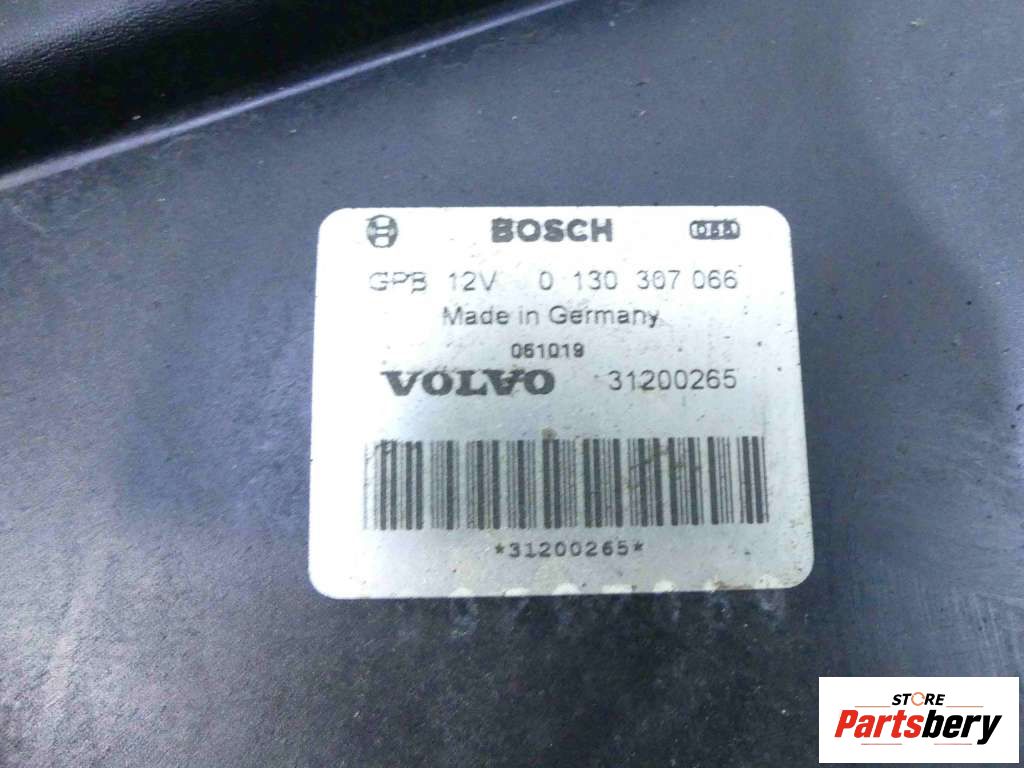 BOSCH
GPB 12V 0 130 307 066
Made in Germany
061019
VOLVO 31200265
*31200265*
STORE
Partsbery